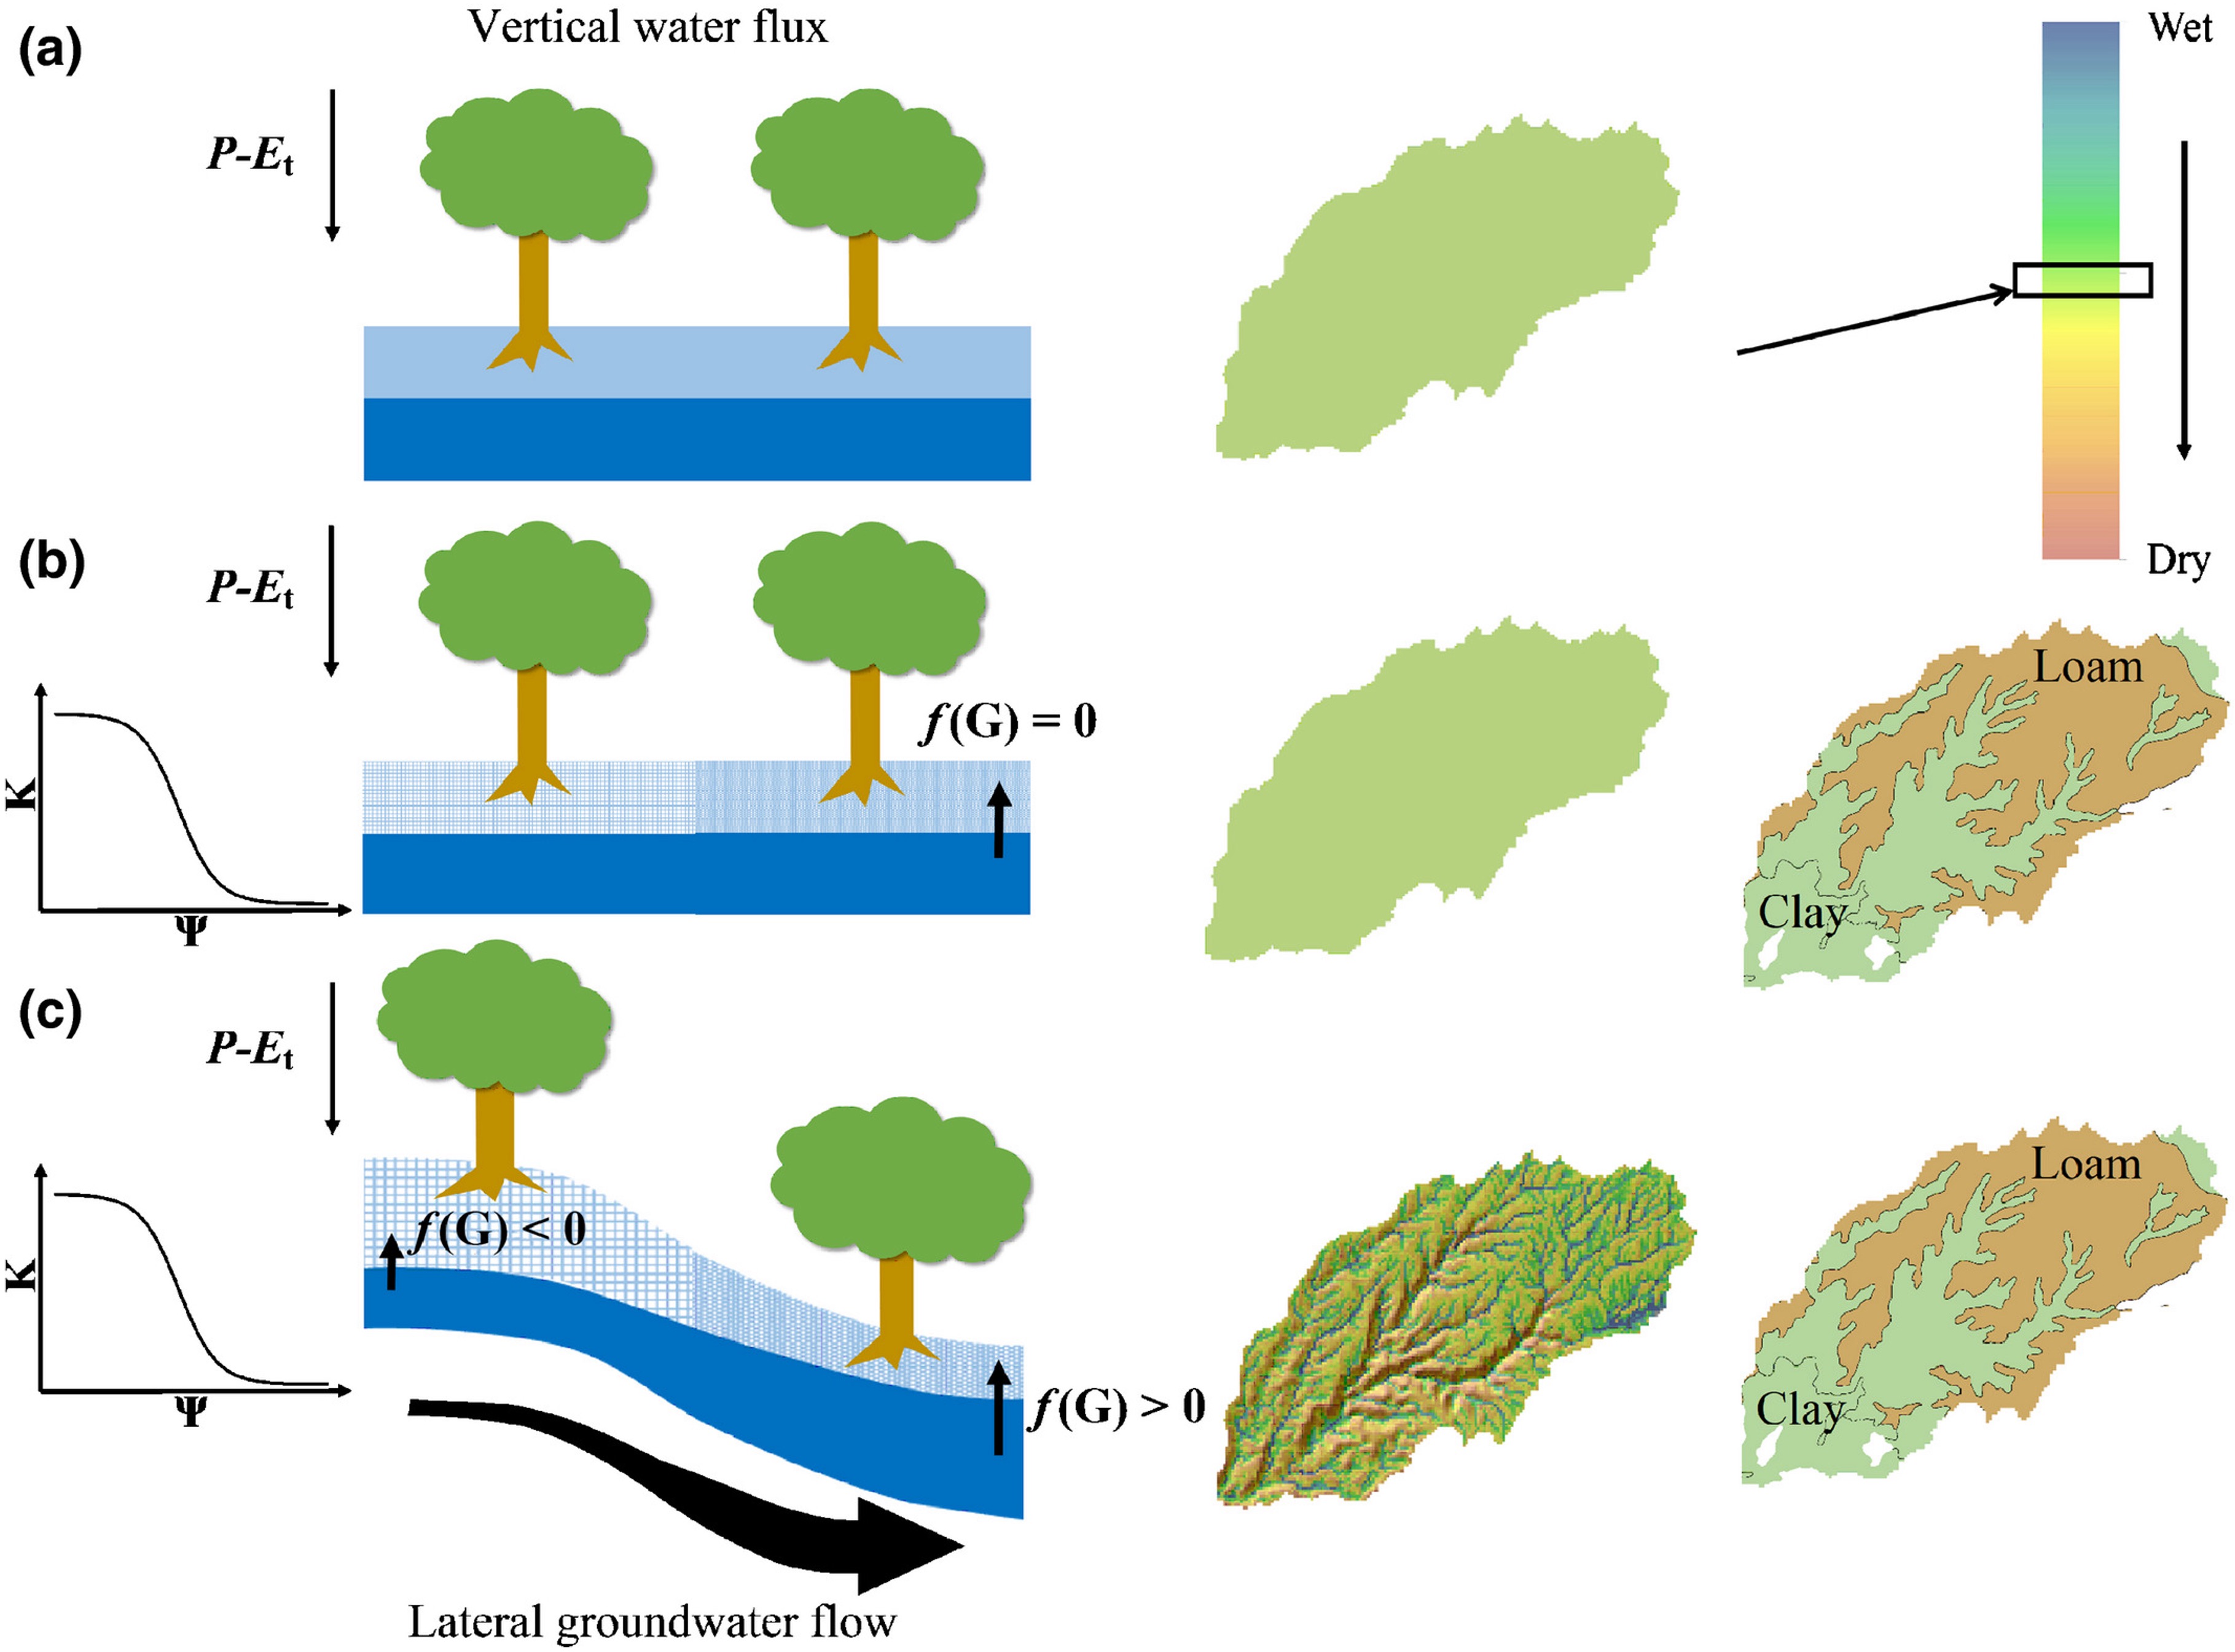 (a)
Vertical water flux
P-Et
Wet
Dry
(b)
P-Et
f(G) = 0
K
Ψ
Loam
Clay
(c)
P-Et
f(G) < 0
K
Ψ
f(G) > 0
Loam
Clay
Lateral groundwater flow